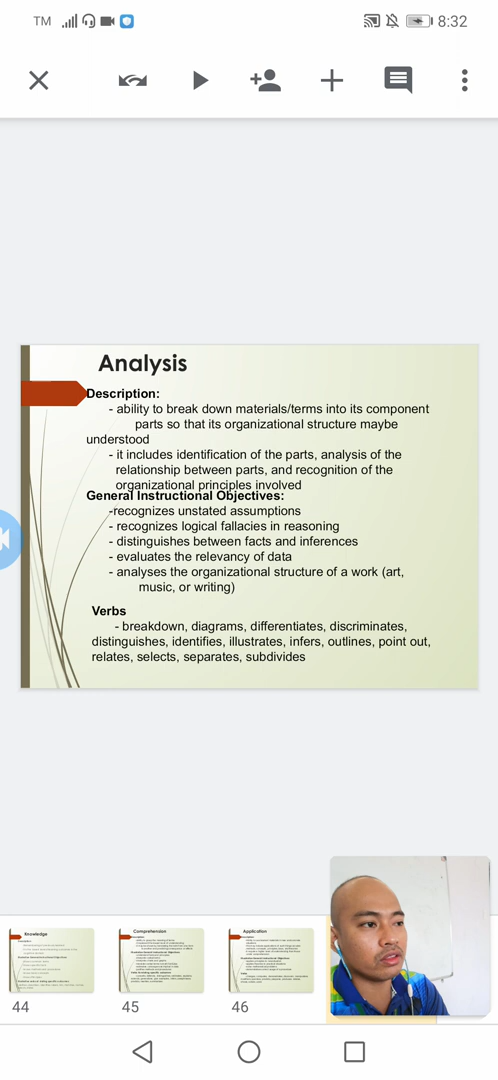 TM 8:32
Analysis
Description:
- ability to break down materials/terms into its component
parts so that its organizational structure maybe
understood
- it includes identification of the parts, analysis of the
relationship between parts, and recognition of the
organizational principles involved
General Instructional Objectives:
-recognizes unstated assumptions
- recognizes logical fallacies in reasoning
- distinguishes between facts and inferences
- evaluates the relevancy of data
- analyses the organizational structure of a work (art,
music, or writing)
Verbs
- breakdown, diagrams, differentiates, discriminates,
distinguishes, identifies, illustrates, infers, outlines, point out,
relates, selects, separates, subdivides
Knowledge
Comprehension
Application
44
45
46